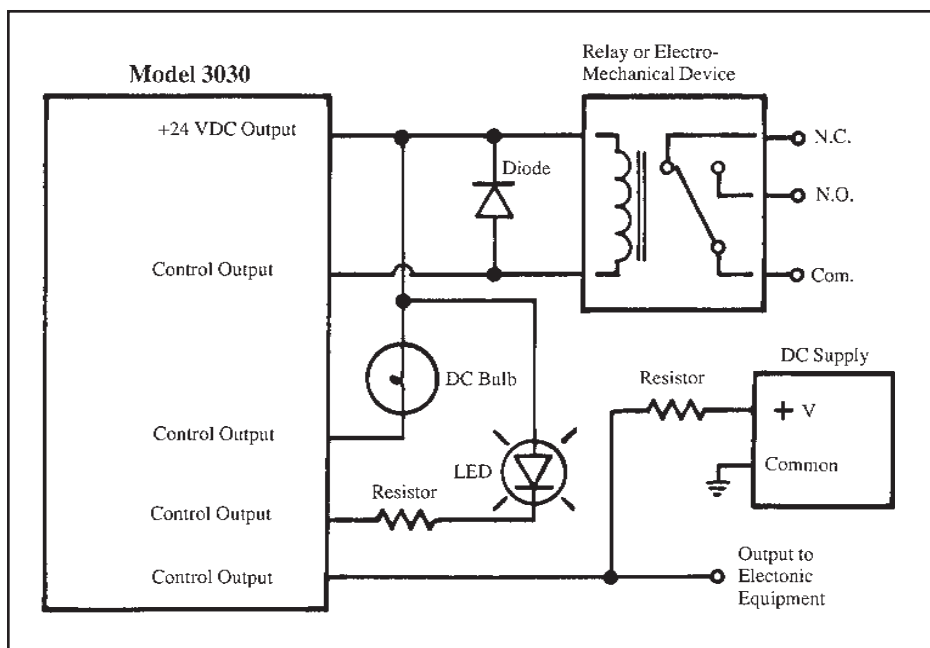 Relay or Electro-
Mechanical Device
Model 3030
+24 VDC Output
N.C.
Diode
N.O.
Control Output
Com.
DC Supply
Resistor
DC Bulb
+ V
Control Output
Common
LED
Resistor
Control Output
Output to
Electonic
Equipment
Control Output